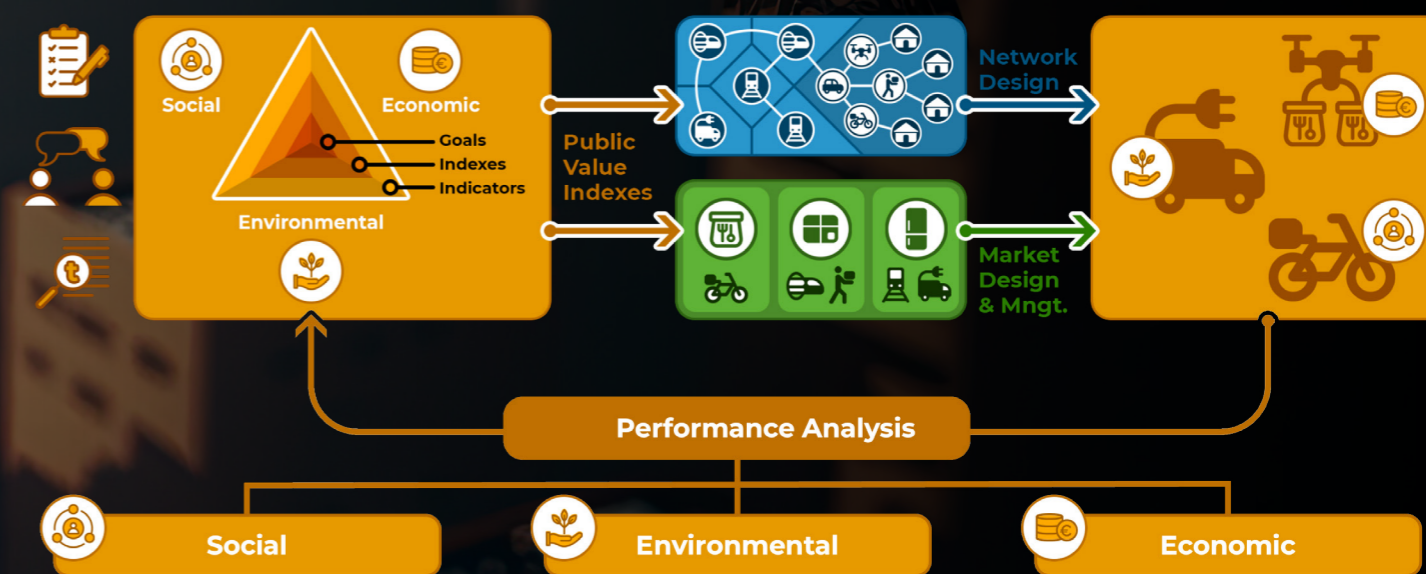 Social
Economic
Goals
Indexes
Indicators
Environmental
t
Public
Value
Indexes
Network
Design
Market
Design
& Mngt.
Performance Analysis
Social
Environmental
Economic